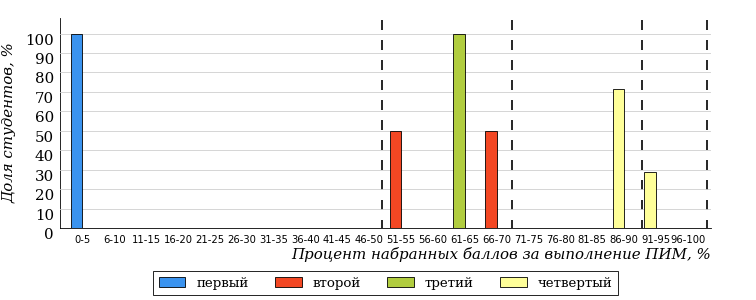 Доля студентов, %
100
90
80
70
60
50
40
30
20
10
0
0-5 6-10 11-15 16-20 21-25 26-30 31-35 36-40 41-45 46-50 51-55 56-60 61-65 66-70 71-75 76-80 81-85 86-90 91-95 96-100
Процент набранных баллов за выполнение ПИМ, %
первый второй третий четвертый